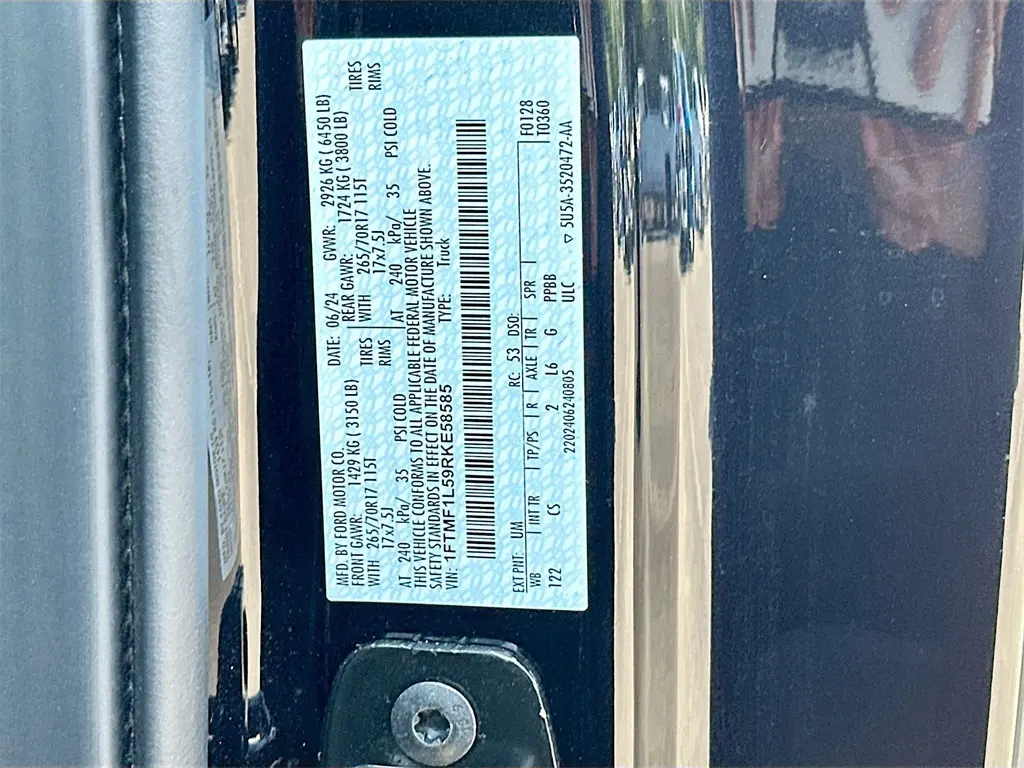 MFD. BY FORD MOTOR CO.
DATE: 06/24 GVWR: 2926 KG ( 6450 LB)
FRONT GAWR: 1429 KG ( 3150 LB) REAR GAWR: 1724 KG ( 3800 LB)
WITH 265/70R17 115T TIRES WITH 265/70R17 115T TIRES
17x7.5J RIMS 17x7.5J RIMS
AT 240 kPa/ 35 PSI COLD AT 240 kPa/ 35 PSI COLD
THIS VEHICLE CONFORMS TO ALL APPLICABLE FEDERAL MOTOR VEHICLE
SAFETY STANDARDS IN EFFECT ON THE DATE OF MANUFACTURE SHOWN ABOVE.
VIN: 1FTMF1L59RKE58585 TYPE: Truck
EXT PNT: UM RC: 53 DSO: F0128
WB INT TR TP/PS R AXLE TR SPR T0360
122 CS 2 L6 G PPBB
2202406240805 ULC ▽ 5U5A-3520472-AA